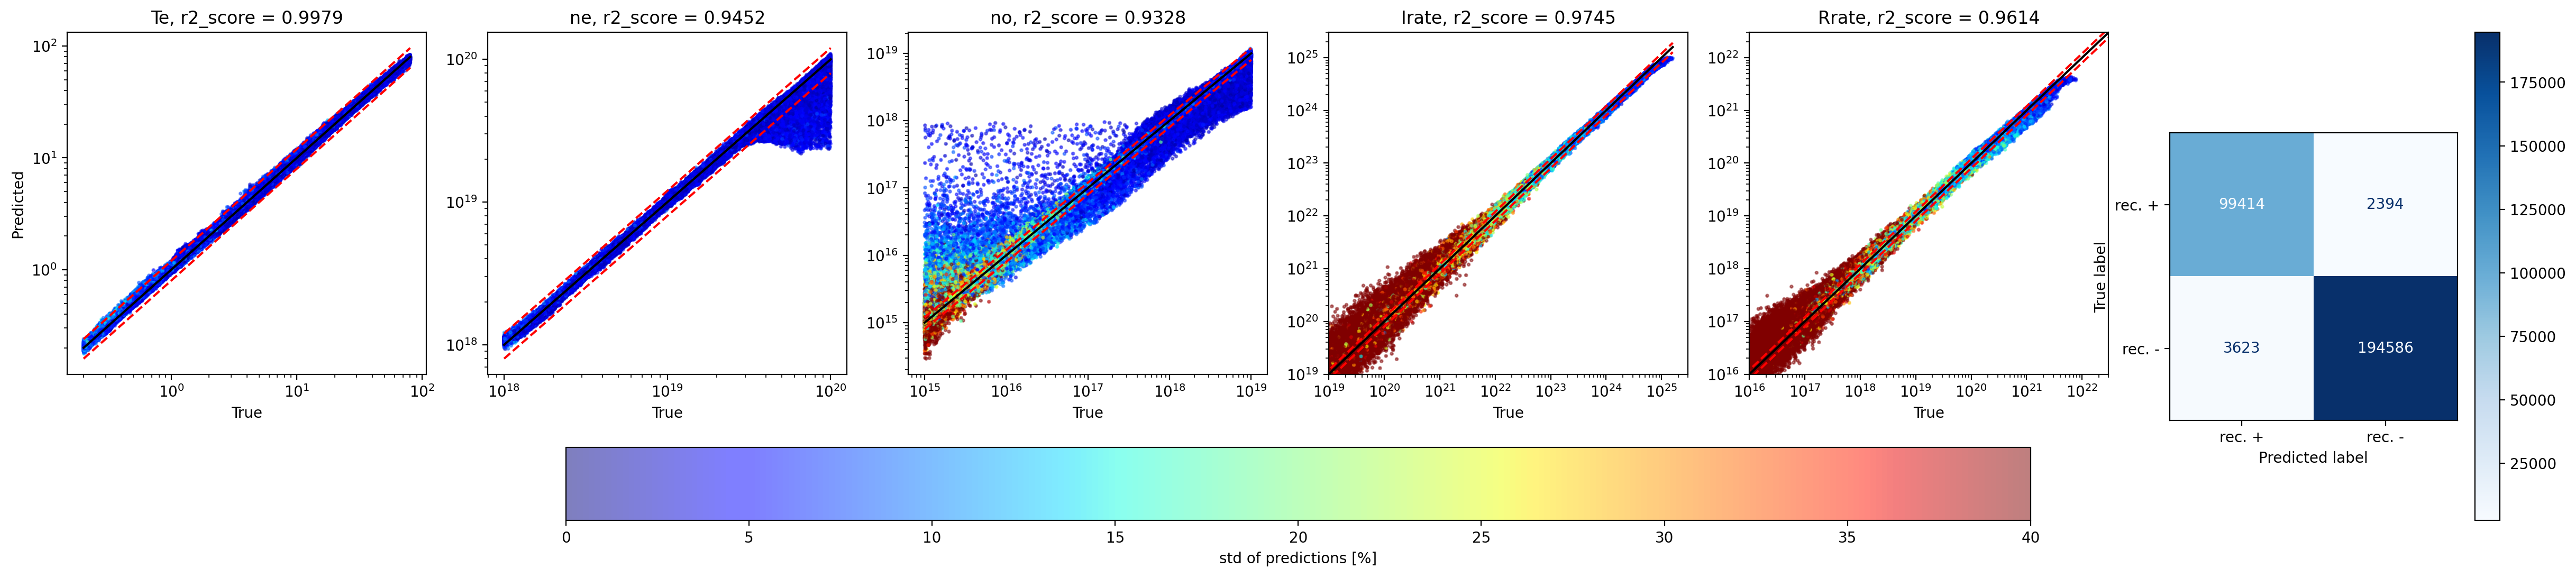 Te, r2_score = 0.9979
ne, r2_score = 0.9452
no, r2_score = 0.9328
Irate, r2_score = 0.9745
Rrate, r2_score = 0.9614
Predicted
10²
10¹
10⁰
10⁰ 10¹ 10²
True
10²⁰
10¹⁹
10¹⁸
10¹⁸ 10¹⁹ 10²⁰
True
10¹⁹
10¹⁸
10¹⁷
10¹⁶
10¹⁵
10¹⁵ 10¹⁶ 10¹⁷ 10¹⁸ 10¹⁹
True
10²⁵
10²⁴
10²³
10²²
10²¹
10²⁰
10¹⁹
10¹⁹ 10²⁰ 10²¹ 10²² 10²³ 10²⁴ 10²⁵
True
10²²
10²¹
10²⁰
10¹⁹
10¹⁸
10¹⁷
10¹⁶
10¹⁶ 10¹⁷ 10¹⁸ 10¹⁹ 10²⁰ 10²¹ 10²²
True
True label
rec. +
rec. -
99414 2394
3623 194586
rec. + rec. -
Predicted label
175000
150000
125000
100000
75000
50000
25000
0 5 10 15 20 25 30 35 40
std of predictions [%]